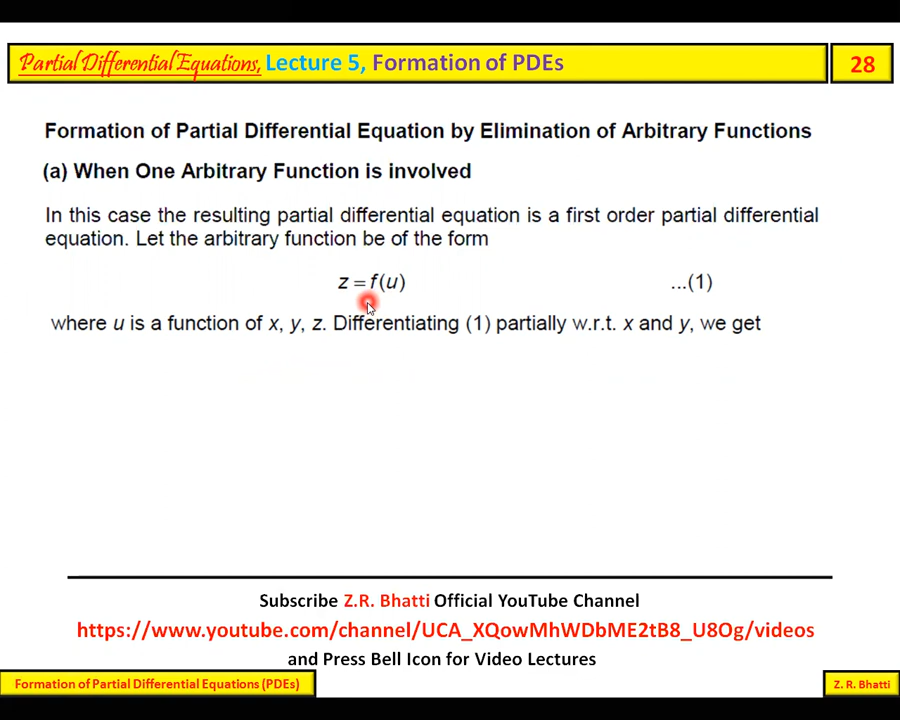 Partial Differential Equations, Lecture 5, Formation of PDEs
28
Formation of Partial Differential Equation by Elimination of Arbitrary Functions
(a) When One Arbitrary Function is involved
In this case the resulting partial differential equation is a first order partial differential
equation. Let the arbitrary function be of the form
z = f(u) ...(1)
where u is a function of x, y, z. Differentiating (1) partially w.r.t. x and y, we get
Subscribe Z.R. Bhatti Official YouTube Channel
https://www.youtube.com/channel/UCA_XQowMhWDbME2tB8_U8Og/videos
and Press Bell Icon for Video Lectures
Formation of Partial Differential Equations (PDEs)
Z. R. Bhatti